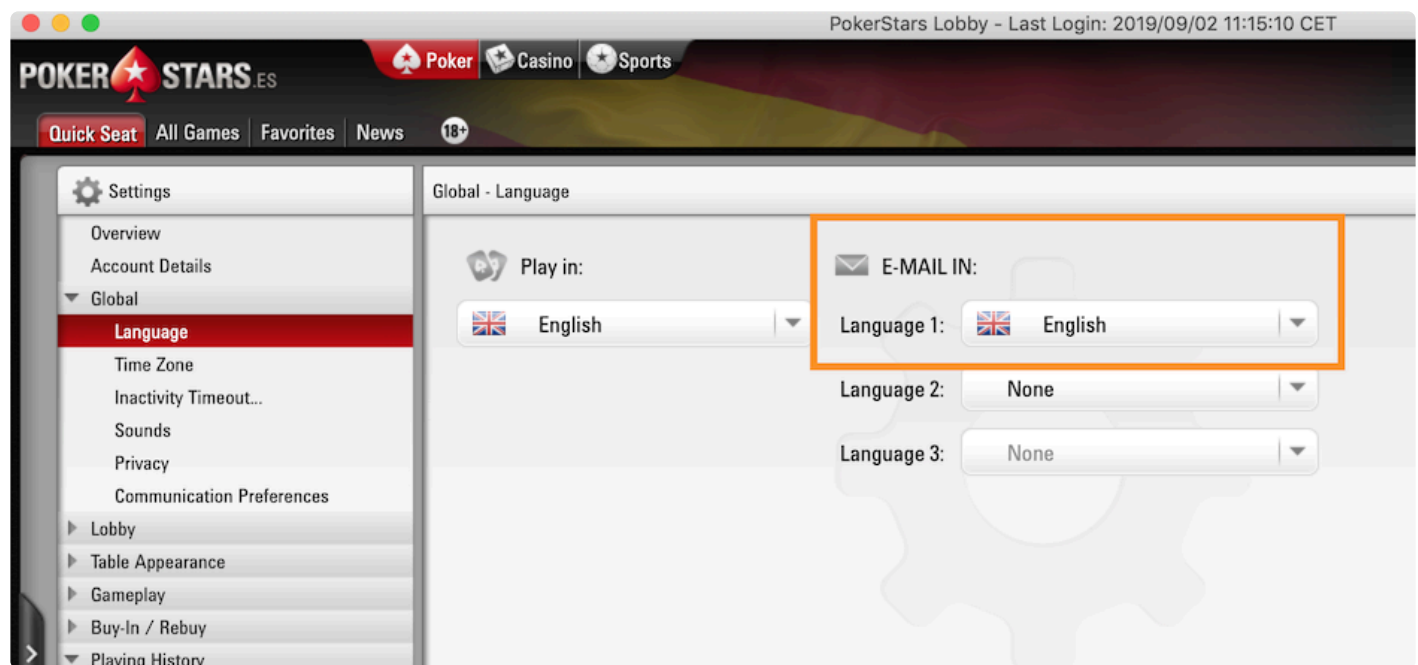 PokerStars Lobby - Last Login: 2019/09/02 11:15:10 CET
POKER STARS.ES
Poker Casino Sports
Quick Seat All Games Favorites News 18+
Settings
Overview
Account Details
Global
Language
Time Zone
Inactivity Timeout...
Sounds
Privacy
Communication Preferences
Lobby
Table Appearance
Gameplay
Buy-In / Rebuy
Playing History
Global - Language
Play in:
English
E-MAIL IN:
Language 1: English
Language 2: None
Language 3: None